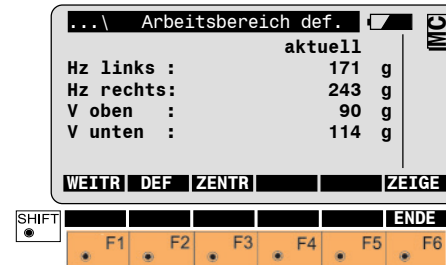 ...\ Arbeitsbereich def.
MC
aktuell
Hz links : 171 g
Hz rechts: 243 g
V oben : 90 g
V unten : 114 g
WEITR DEF ZENTR ZEIGE
SHIFT ENDE
F1 F2 F3 F4 F5 F6